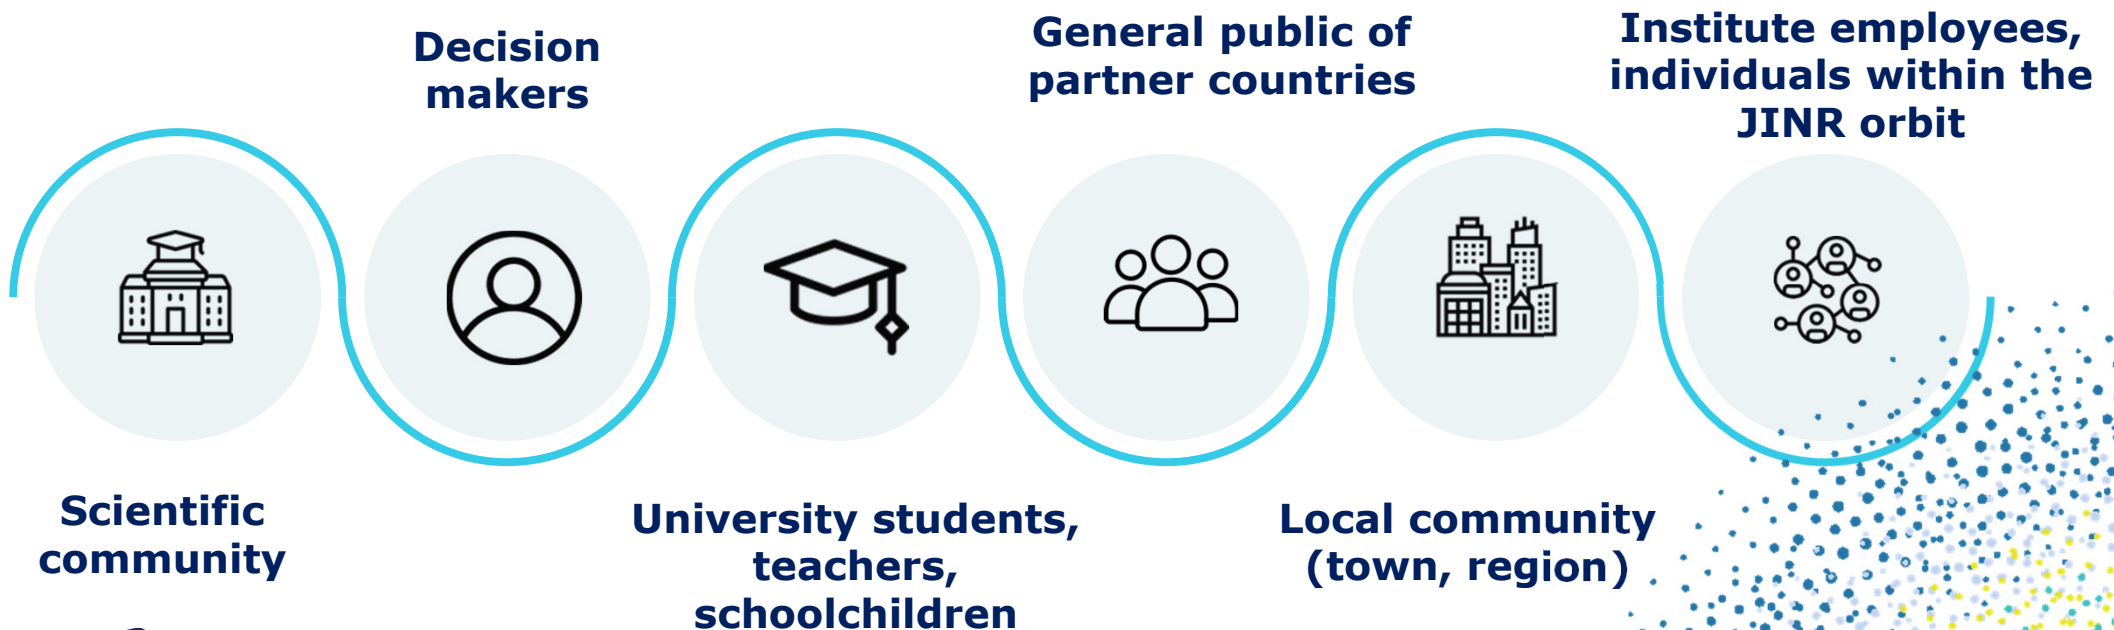 Scientific
community
Decision
makers
University students,
teachers,
schoolchildren
General public of
partner countries
Local community
(town, region)
Institute employees,
individuals within the
JINR orbit